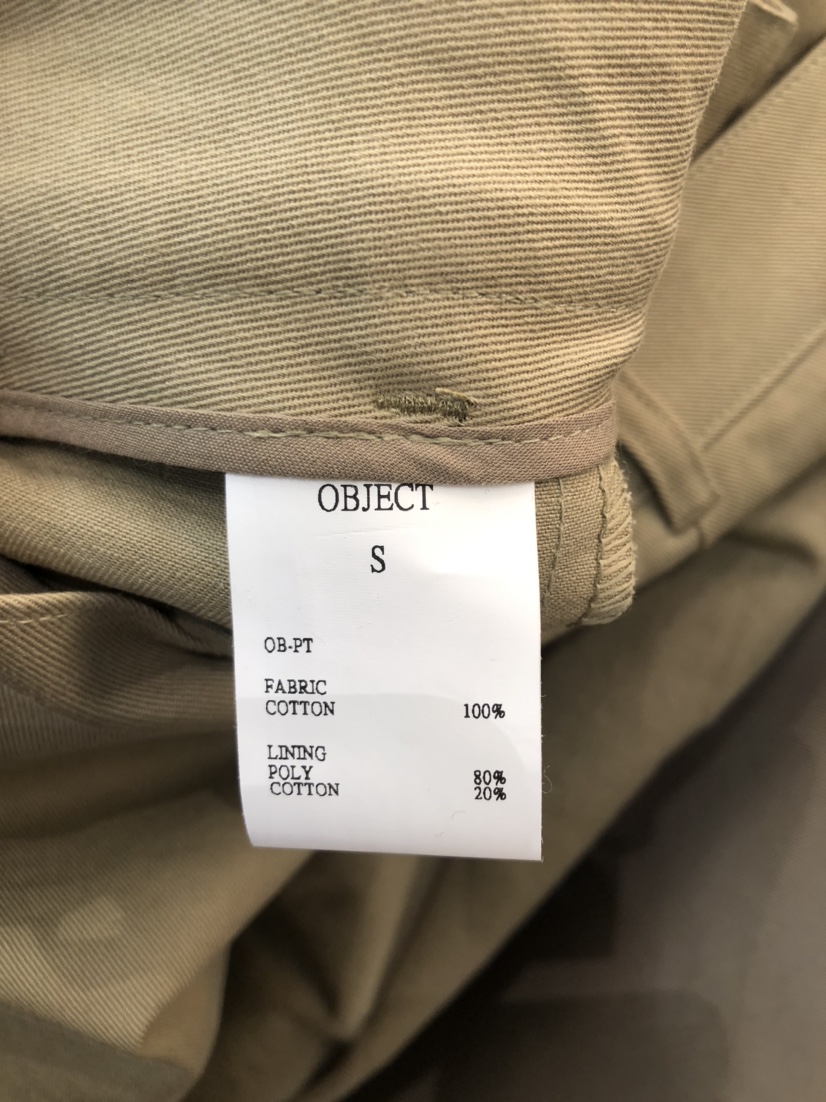 OBJECT
S
OB-PT
FABRIC
COTTON 100%
LINING
POLY 80%
COTTON 20%